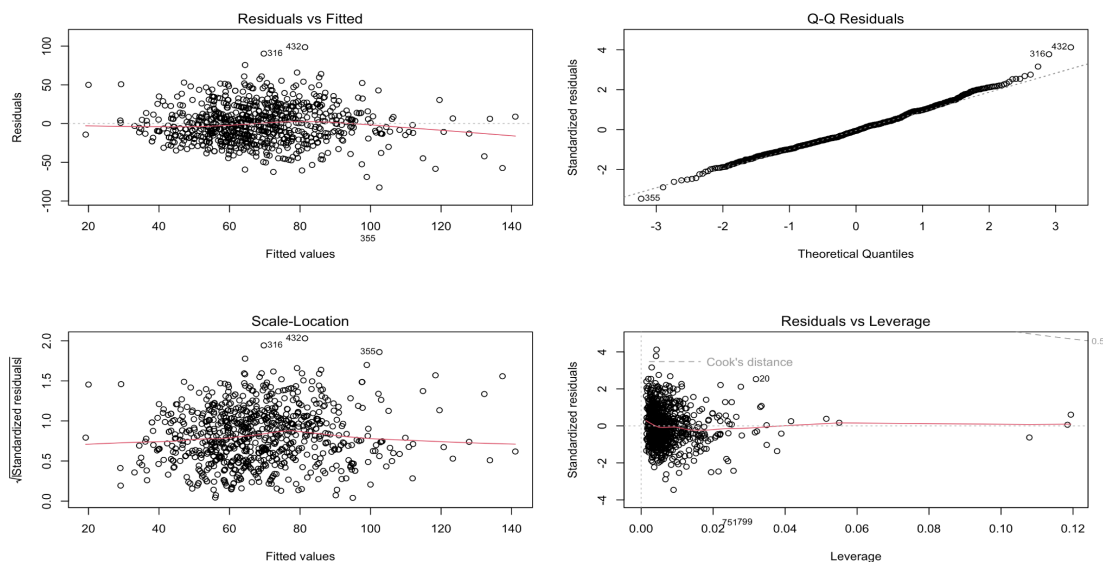 Residuals vs Fitted
Residuals
100
50
0
-50
-100
316
432
355
20 40 60 80 100 120 140
Fitted values
Q-Q Residuals
Standardized residuals
4
2
0
-2
316
432
355
-3 -2 -1 0 1 2 3
Theoretical Quantiles
Scale-Location
√|Standardized residuals|
2.0
1.5
1.0
0.5
0.0
316
432
355
20 40 60 80 100 120 140
Fitted values
Residuals vs Leverage
Standardized residuals
4
2
0
-2
-4
Cook's distance
0.5
20
751799
0.00 0.02 0.04 0.06 0.08 0.10 0.12
Leverage